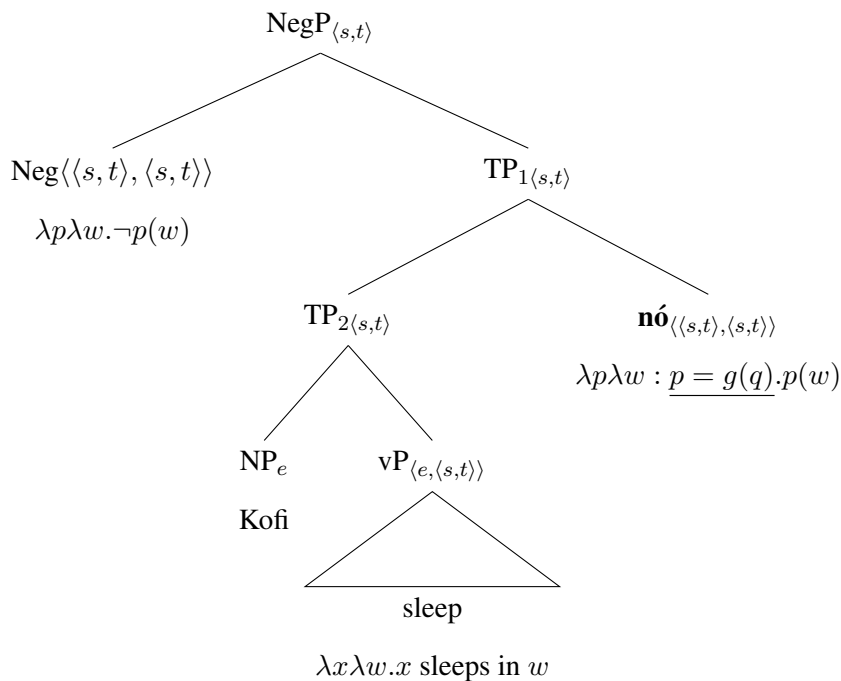 NegP⟨s,t⟩
Neg⟨⟨s, t⟩, ⟨s, t⟩⟩ TP1⟨s,t⟩
λpλw.¬p(w)
TP2⟨s,t⟩ nó⟨⟨s,t⟩,⟨s,t⟩⟩
λpλw : p = g(q).p(w)
NPe vP⟨e,⟨s,t⟩⟩
Kofi
sleep
λxλw.x sleeps in w